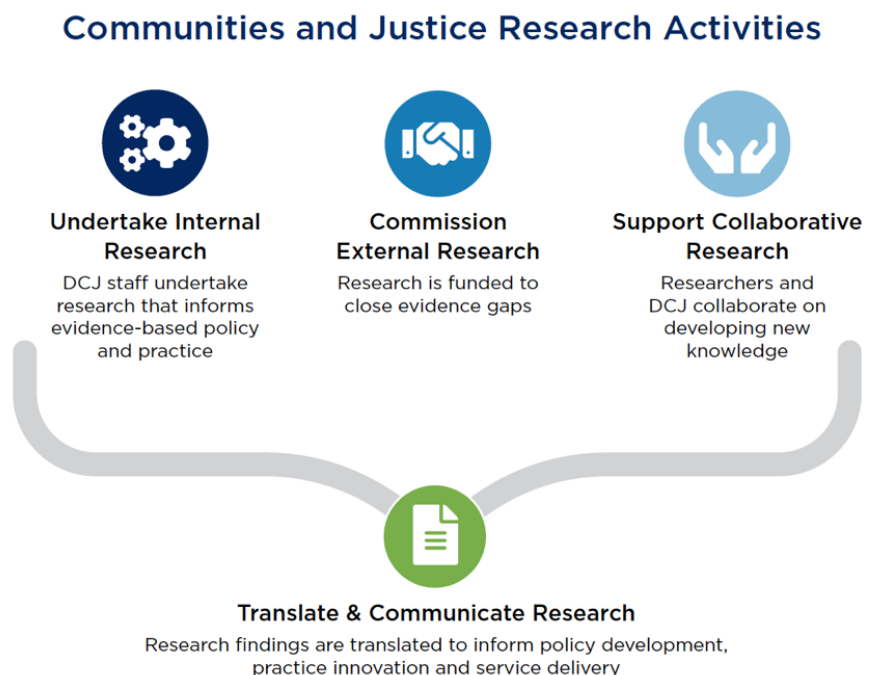 Communities and Justice Research Activities
Undertake Internal
Research
DCJ staff undertake
research that informs
evidence-based policy
and practice
Commission
External Research
Research is funded to
close evidence gaps
Support Collaborative
Research
Researchers and
DCJ collaborate on
developing new
knowledge
Translate & Communicate Research
Research findings are translated to inform policy development,
practice innovation and service delivery